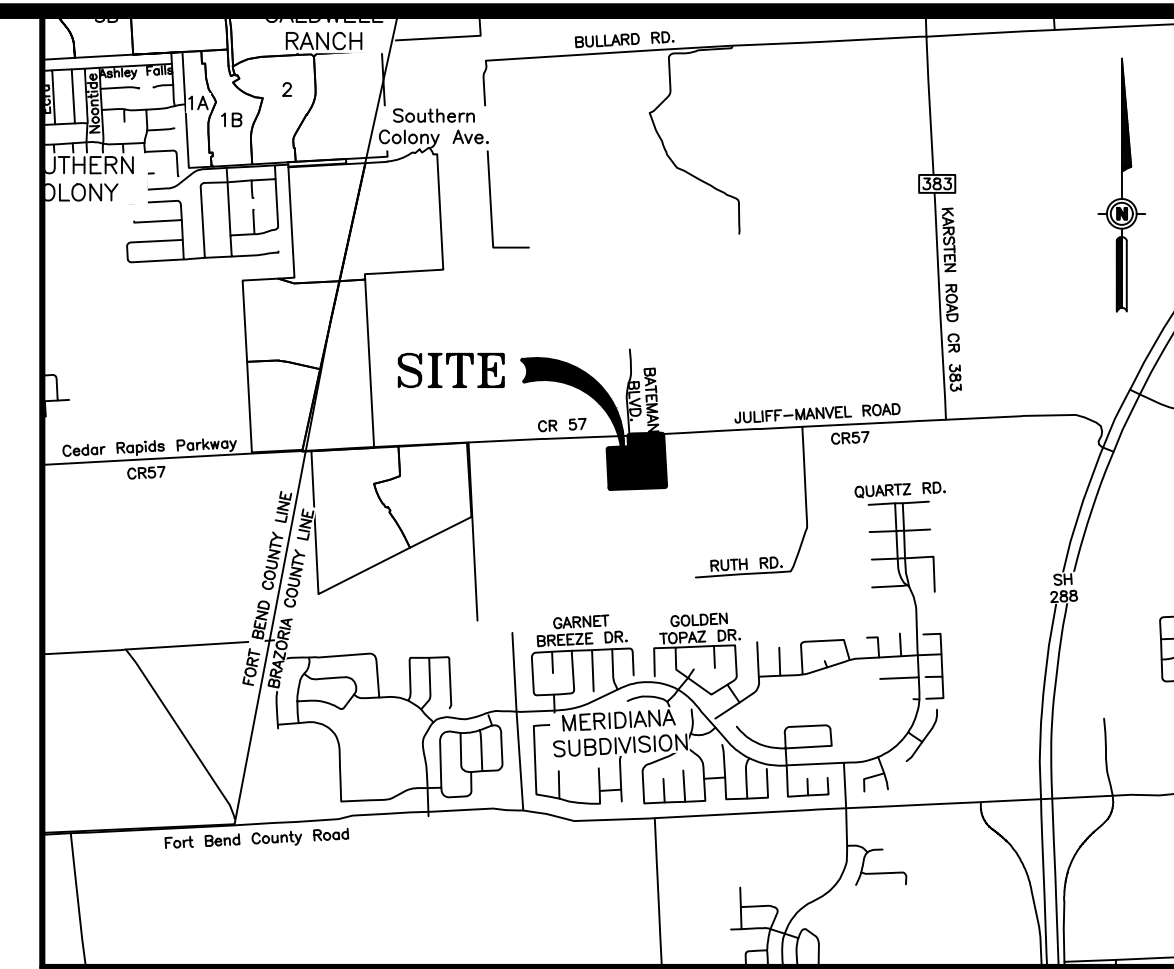 CALDWELL
RANCH
BULLARD RD.
Ashley Falls
Noontide
1A
1B
2
Southern
Colony Ave.
UTHERN
OLONY
383
KARSTEN ROAD CR 383
N
SITE
BATEMAN
BLVD.
CR 57
JULIFF-MANVEL ROAD
CR57
Cedar Rapids Parkway
CR57
QUARTZ RD.
FORT BEND COUNTY LINE
BRAZORIA COUNTY LINE
RUTH RD.
SH
288
GARNET
BREEZE DR.
GOLDEN
TOPAZ DR.
MERIDIANA
SUBDIVISION
Fort Bend County Road